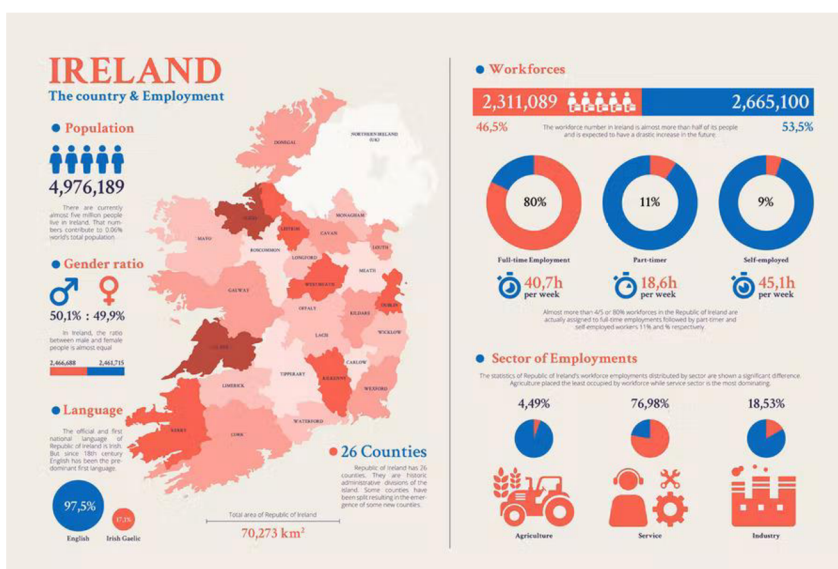 IRELAND
The country & Employment
Population
4,976,189
There are currently
almost five million people
live in Ireland. That num-
bers contribute to 0.06%
world's total population.
Gender ratio
50,1% : 49,9%
In Ireland, the ratio
between male and female
people is almost equal
2,466,688 2,461,715
Language
The official and first
national language of
Republic of Ireland is Irish.
But since 18th century
English has been the pre-
dominant first language.
97,5%
English
Irish Gaelic
DONEGAL
NORTHERN IRELAND
(UK)
LEITRIM
MONAGHAN
CAVAN
LOUTH
MAYO
ROSCOMMON
LONGFORD
MEATH
WESTMEATH
GALWAY
DUBLIN
OFFALY
KILDARE
WICKLOW
LAOIS
CARLOW
TIPPERARY
KILKENNY
LIMERICK
WEXFORD
WATERFORD
KERRY
CORK
26 Counties
Republic of Ireland has 26
counties. They are historic
administrative divisions of the
island. Some counties have
been split resulting in the emer-
gence of some new counties.
Total area of Republic of Ireland
70,273 km²
Workforces
2,311,089 2,665,100
46,5% 53,5%
The workforce number in Ireland is almost more than half of its people
and is expected to have a drastic increase in the future
80% 11% 9%
Full-time Employment Part-timer Self-employed
40,7h per week
18,6h per week
45,1h per week
Almost more than 4/5 or 80% workforces in the Republic of Ireland are
actually assigned to full-time employments followed by part-timer and
self employed workers 11% and % respectively.
Sector of Employments
The statistics of Republic of Ireland's workforce employments distributed by sector are shown a significant difference.
Agriculture placed the least occupied by workforce while service sector is the most dominating.
4,49% 76,98% 18,53%
Agriculture Service Industry